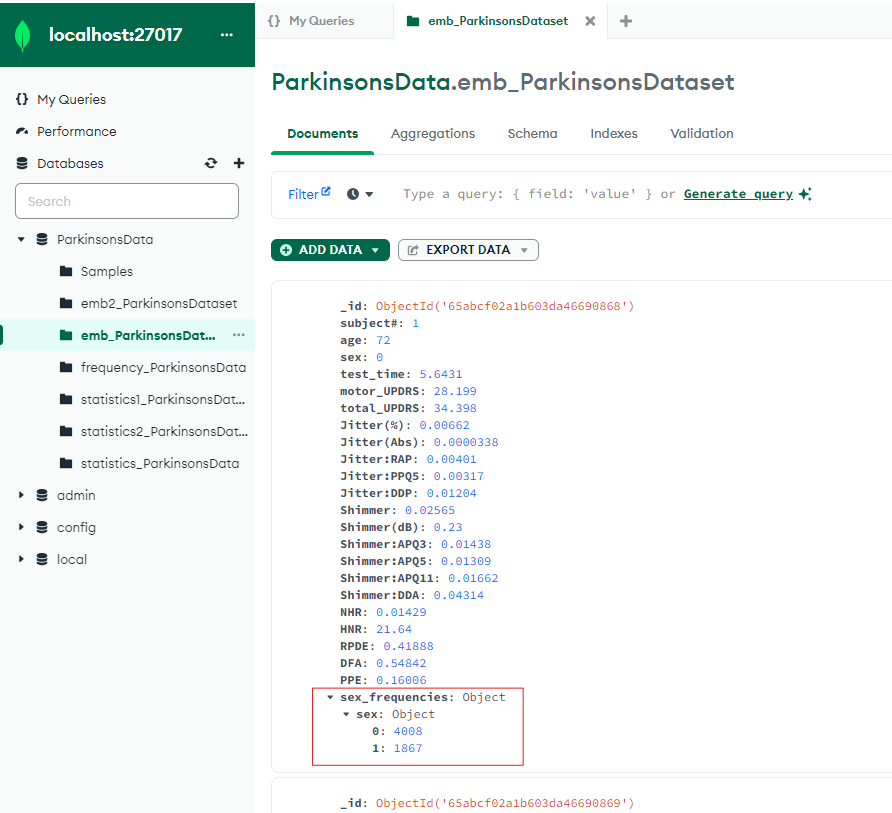 localhost:27017
...
{} My Queries
emb_ParkinsonsDataset
{} My Queries
Performance
Databases
Search
ParkinsonsData
Samples
emb2_ParkinsonsDataset
emb_ParkinsonsDat...
frequency_ParkinsonsData
statistics1_ParkinsonsDat...
statistics2_ParkinsonsDat...
statistics_ParkinsonsData
admin
config
local
ParkinsonsData.emb_ParkinsonsDataset
Documents Aggregations Schema Indexes Validation
Filter Type a query: { field: 'value' } or Generate query
ADD DATA EXPORT DATA
_id: ObjectId('65abcf02a1b603da46690868')
subject#: 1
age: 72
sex: 0
test_time: 5.6431
motor_UPDRS: 28.199
total_UPDRS: 34.398
Jitter(%): 0.00662
Jitter(Abs): 0.0000338
Jitter:RAP: 0.00401
Jitter:PPQ5: 0.00317
Jitter:DDP: 0.01204
Shimmer: 0.02565
Shimmer(dB): 0.23
Shimmer:APQ3: 0.01438
Shimmer:APQ5: 0.01309
Shimmer:APQ11: 0.01662
Shimmer:DDA: 0.04314
NHR: 0.01429
HNR: 21.64
RPDE: 0.41888
DFA: 0.54842
PPE: 0.16006
sex_frequencies: Object
sex: Object
0: 4008
1: 1867
_id: ObjectId('65abcf02a1b603da46690869')